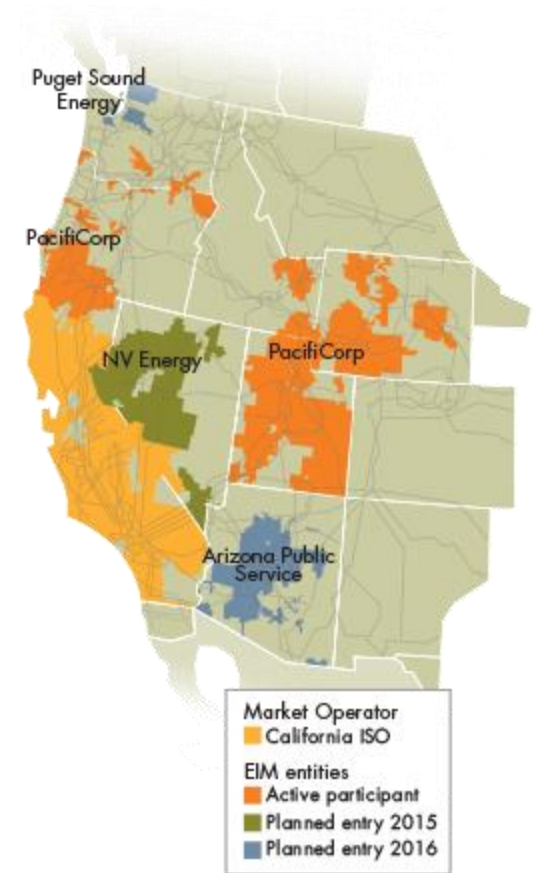 Puget Sound
Energy
PacifiCorp
NV Energy
PacifiCorp
Arizona Public
Service
Market Operator
California ISO
EIM entities
Active participant
Planned entry 2015
Planned entry 2016